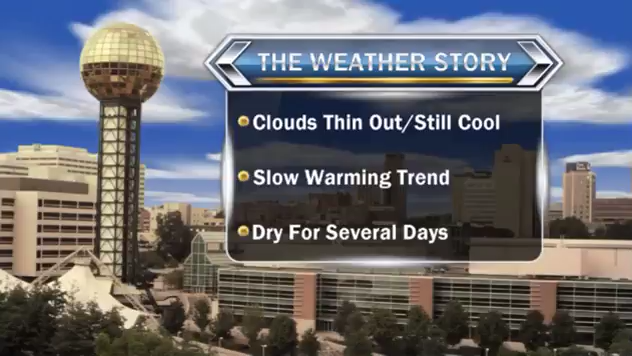 THE WEATHER STORY
Clouds Thin Out/Still Cool
Slow Warming Trend
Dry For Several Days